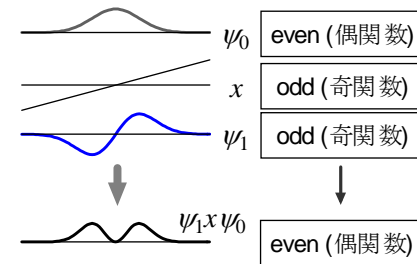 ψ₀ even (偶関数)
x odd (奇関数)
ψ₁ odd (奇関数)
ψ₁xψ₀ even (偶関数)